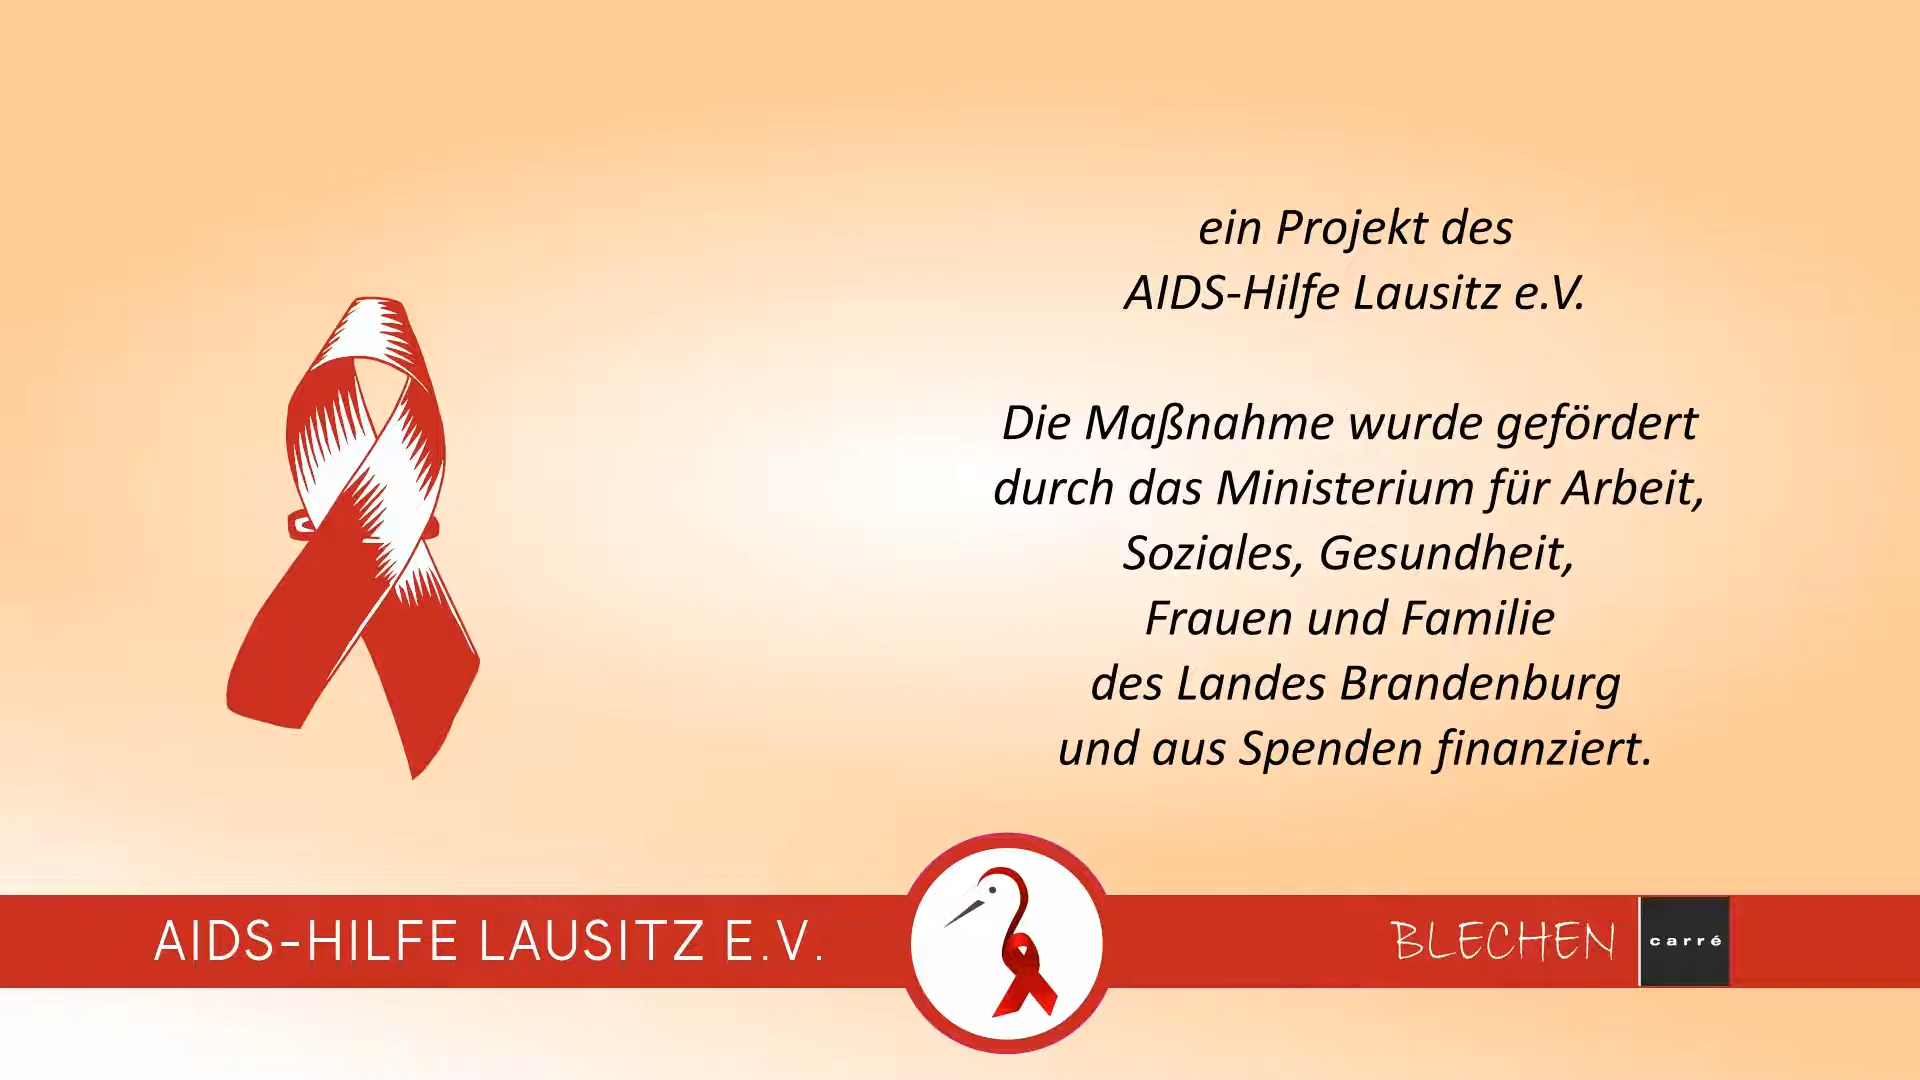 ein Projekt des
AIDS-Hilfe Lausitz e.V.
Die Maßnahme wurde gefördert
durch das Ministerium für Arbeit,
Soziales, Gesundheit,
Frauen und Familie
des Landes Brandenburg
und aus Spenden finanziert.
AIDS-HILFE LAUSITZ E.V.
BLECHEN carré